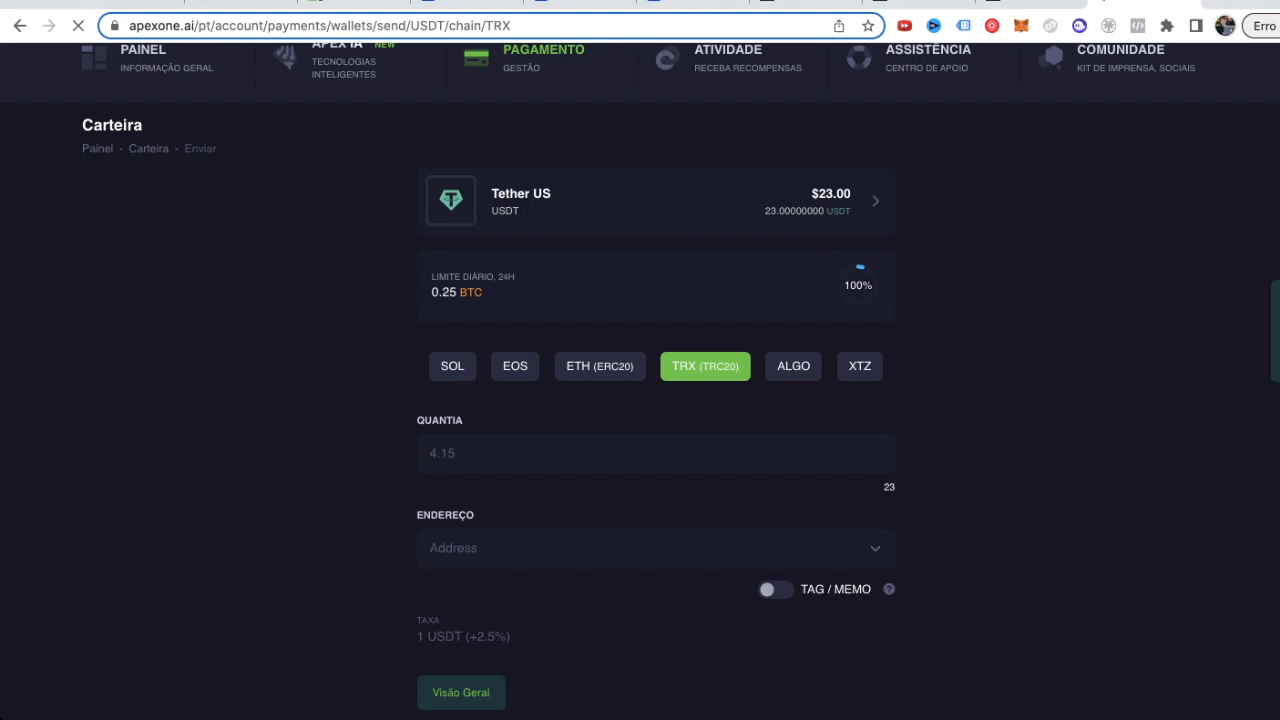 apexone.ai/pt/account/payments/wallets/send/USDT/chain/TRX
Erro
PAINEL
INFORMAÇÃO GERAL
APEX IA NEW
TECNOLOGIAS
INTELIGENTES
PAGAMENTO
GESTÃO
ATIVIDADE
RECEBA RECOMPENSAS
ASSISTÊNCIA
CENTRO DE APOIO
COMUNIDADE
KIT DE IMPRENSA, SOCIAIS
Carteira
Painel - Carteira - Enviar
Tether US
USDT
$23.00
23.00000000 USDT
LIMITE DIÁRIO, 24H
0.25 BTC
100%
SOL EOS ETH (ERC20) TRX (TRC20) ALGO XTZ
QUANTIA
4.15
23
ENDEREÇO
Address
TAG / MEMO ?
TAXA
1 USDT (+2.5%)
Visão Geral